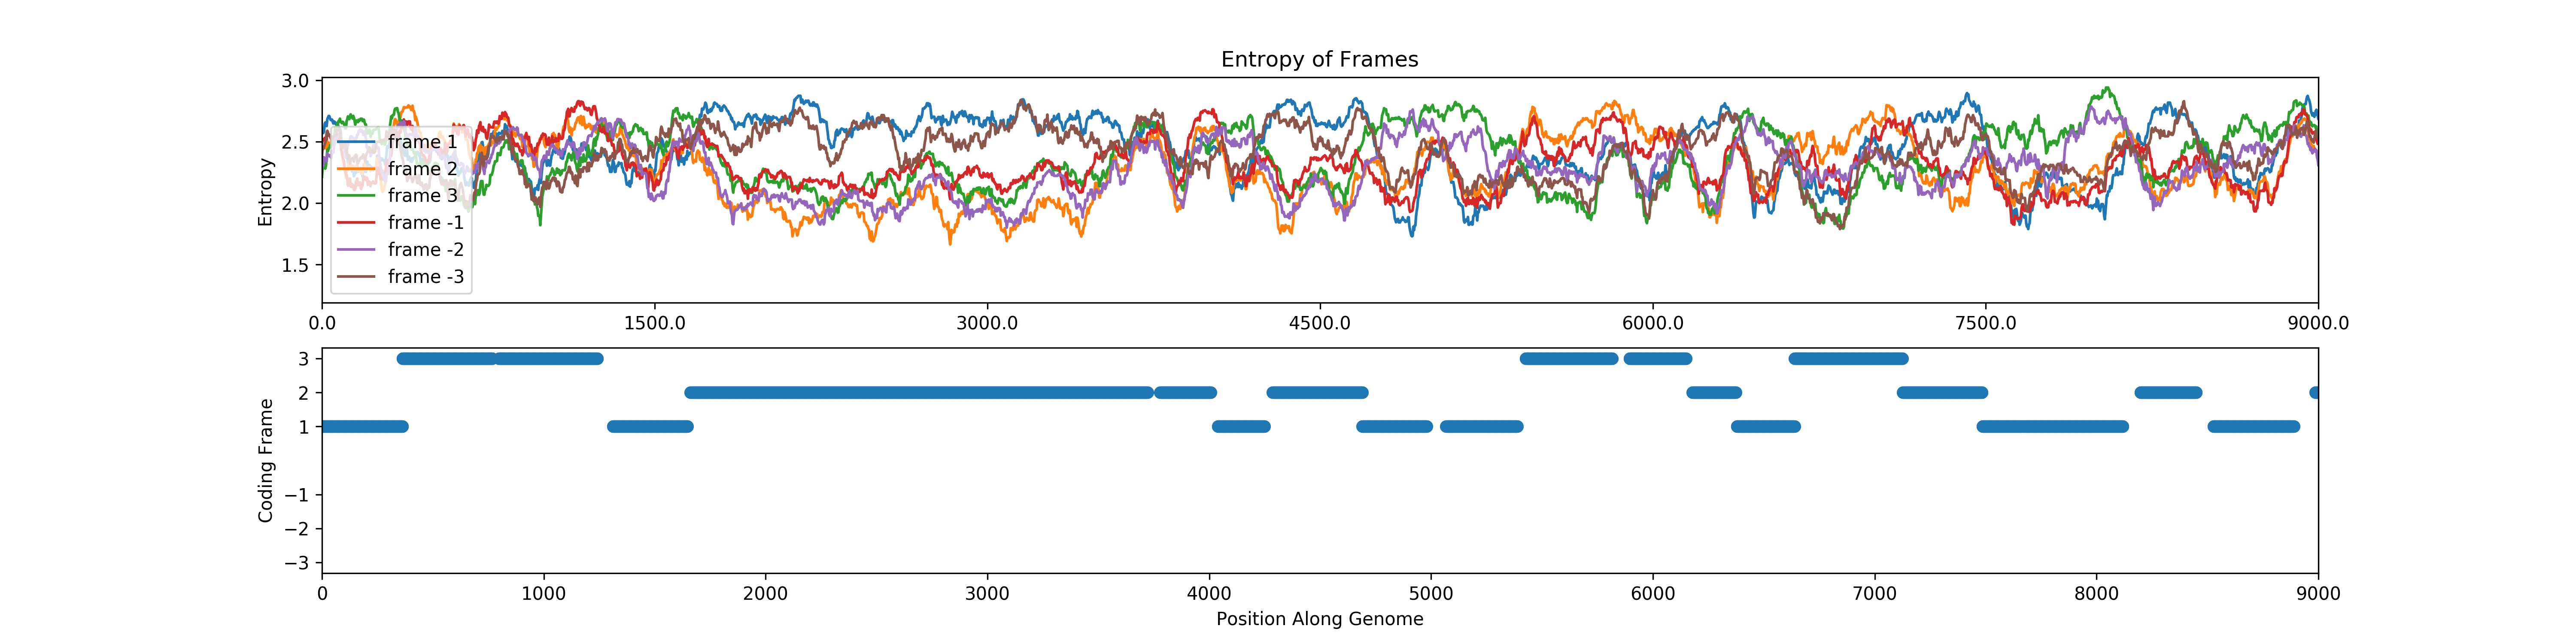 Entropy of Frames
Entropy
3.0
2.5
2.0
1.5
frame 1
frame 2
frame 3
frame -1
frame -2
frame -3
0.0 1500.0 3000.0 4500.0 6000.0 7500.0 9000.0
Coding Frame
3
2
1
−1
−2
−3
0 1000 2000 3000 4000 5000 6000 7000 8000 9000
Position Along Genome